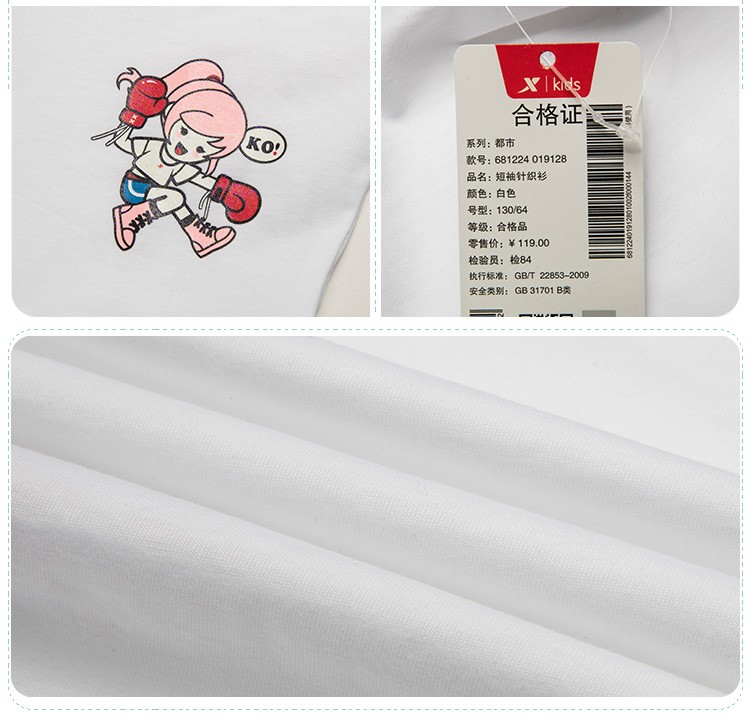 KO!
X | kids
合格证
系列：都市
款号：681224 019128
品名：短袖针织衫
颜色：白色
号型：130/64
等级：合格品
零售价：¥ 119.00
检验员：检84
执行标准：GB/T 22853-2009
安全类别：GB 31701 B类